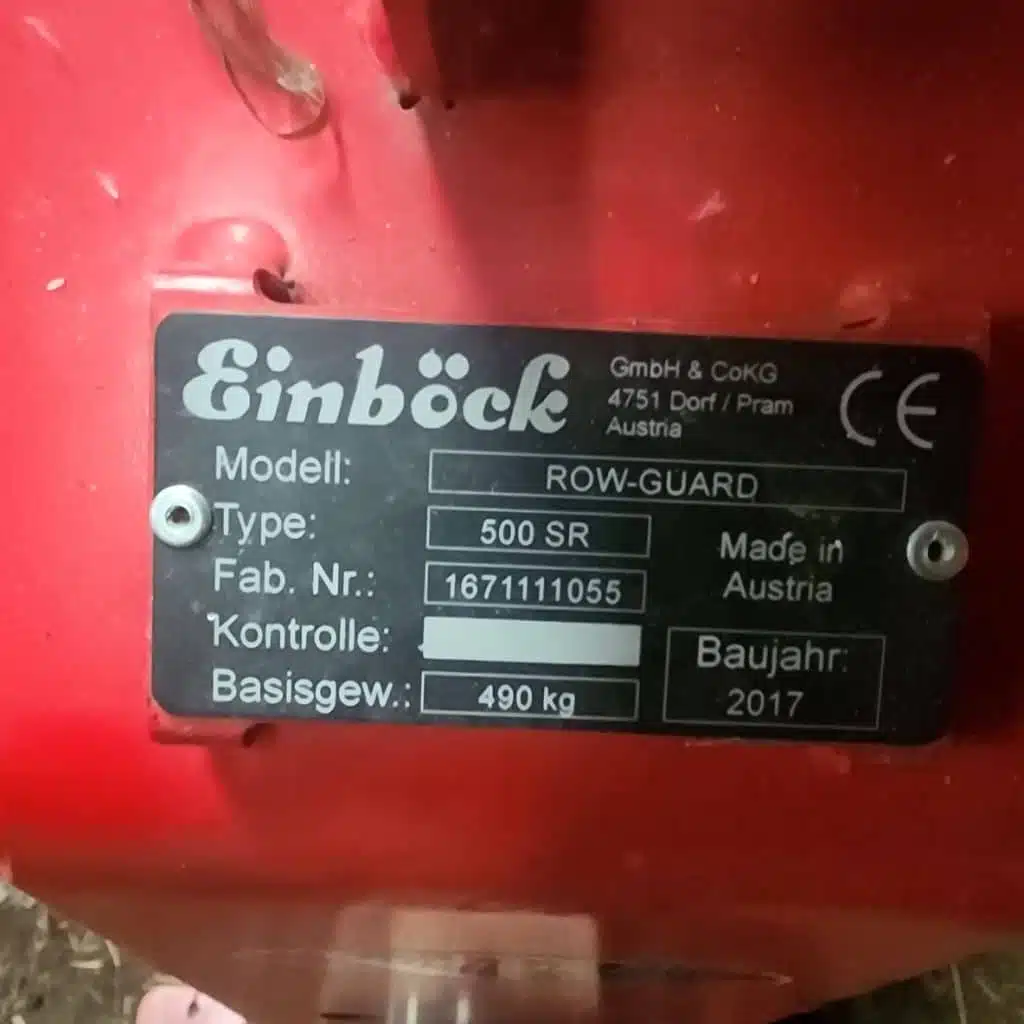 Einböck
GmbH & CoKG
4751 Dorf / Pram
Austria
CE
Modell: ROW-GUARD
Type: 500 SR
Made in
Austria
Fab. Nr.: 1671111055
Kontrolle:
Baujahr:
2017
Basisgew.: 490 kg